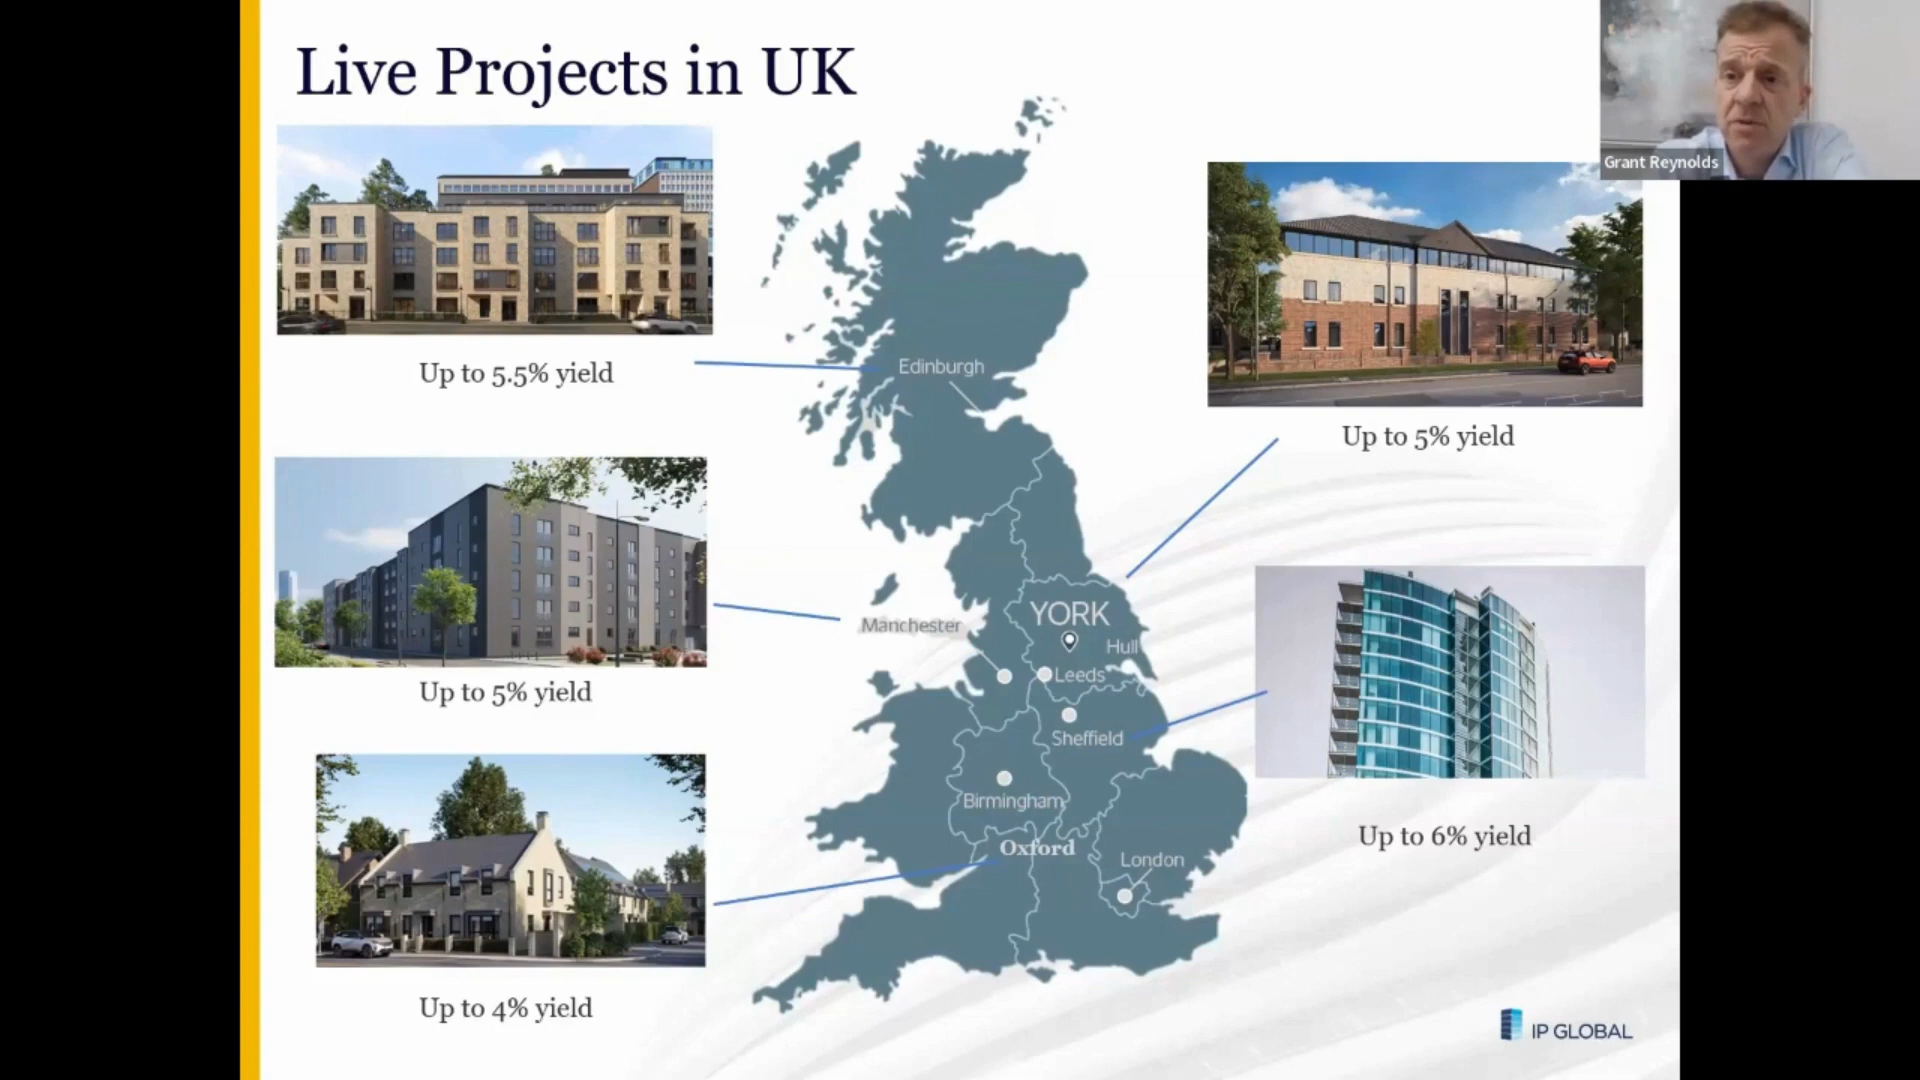 Live Projects in UK
Grant Reynolds
Up to 5.5% yield
Edinburgh
Up to 5% yield
YORK
Manchester
Hull
Leeds
Up to 5% yield
Sheffield
Birmingham
Up to 6% yield
Oxford
London
Up to 4% yield
IP GLOBAL